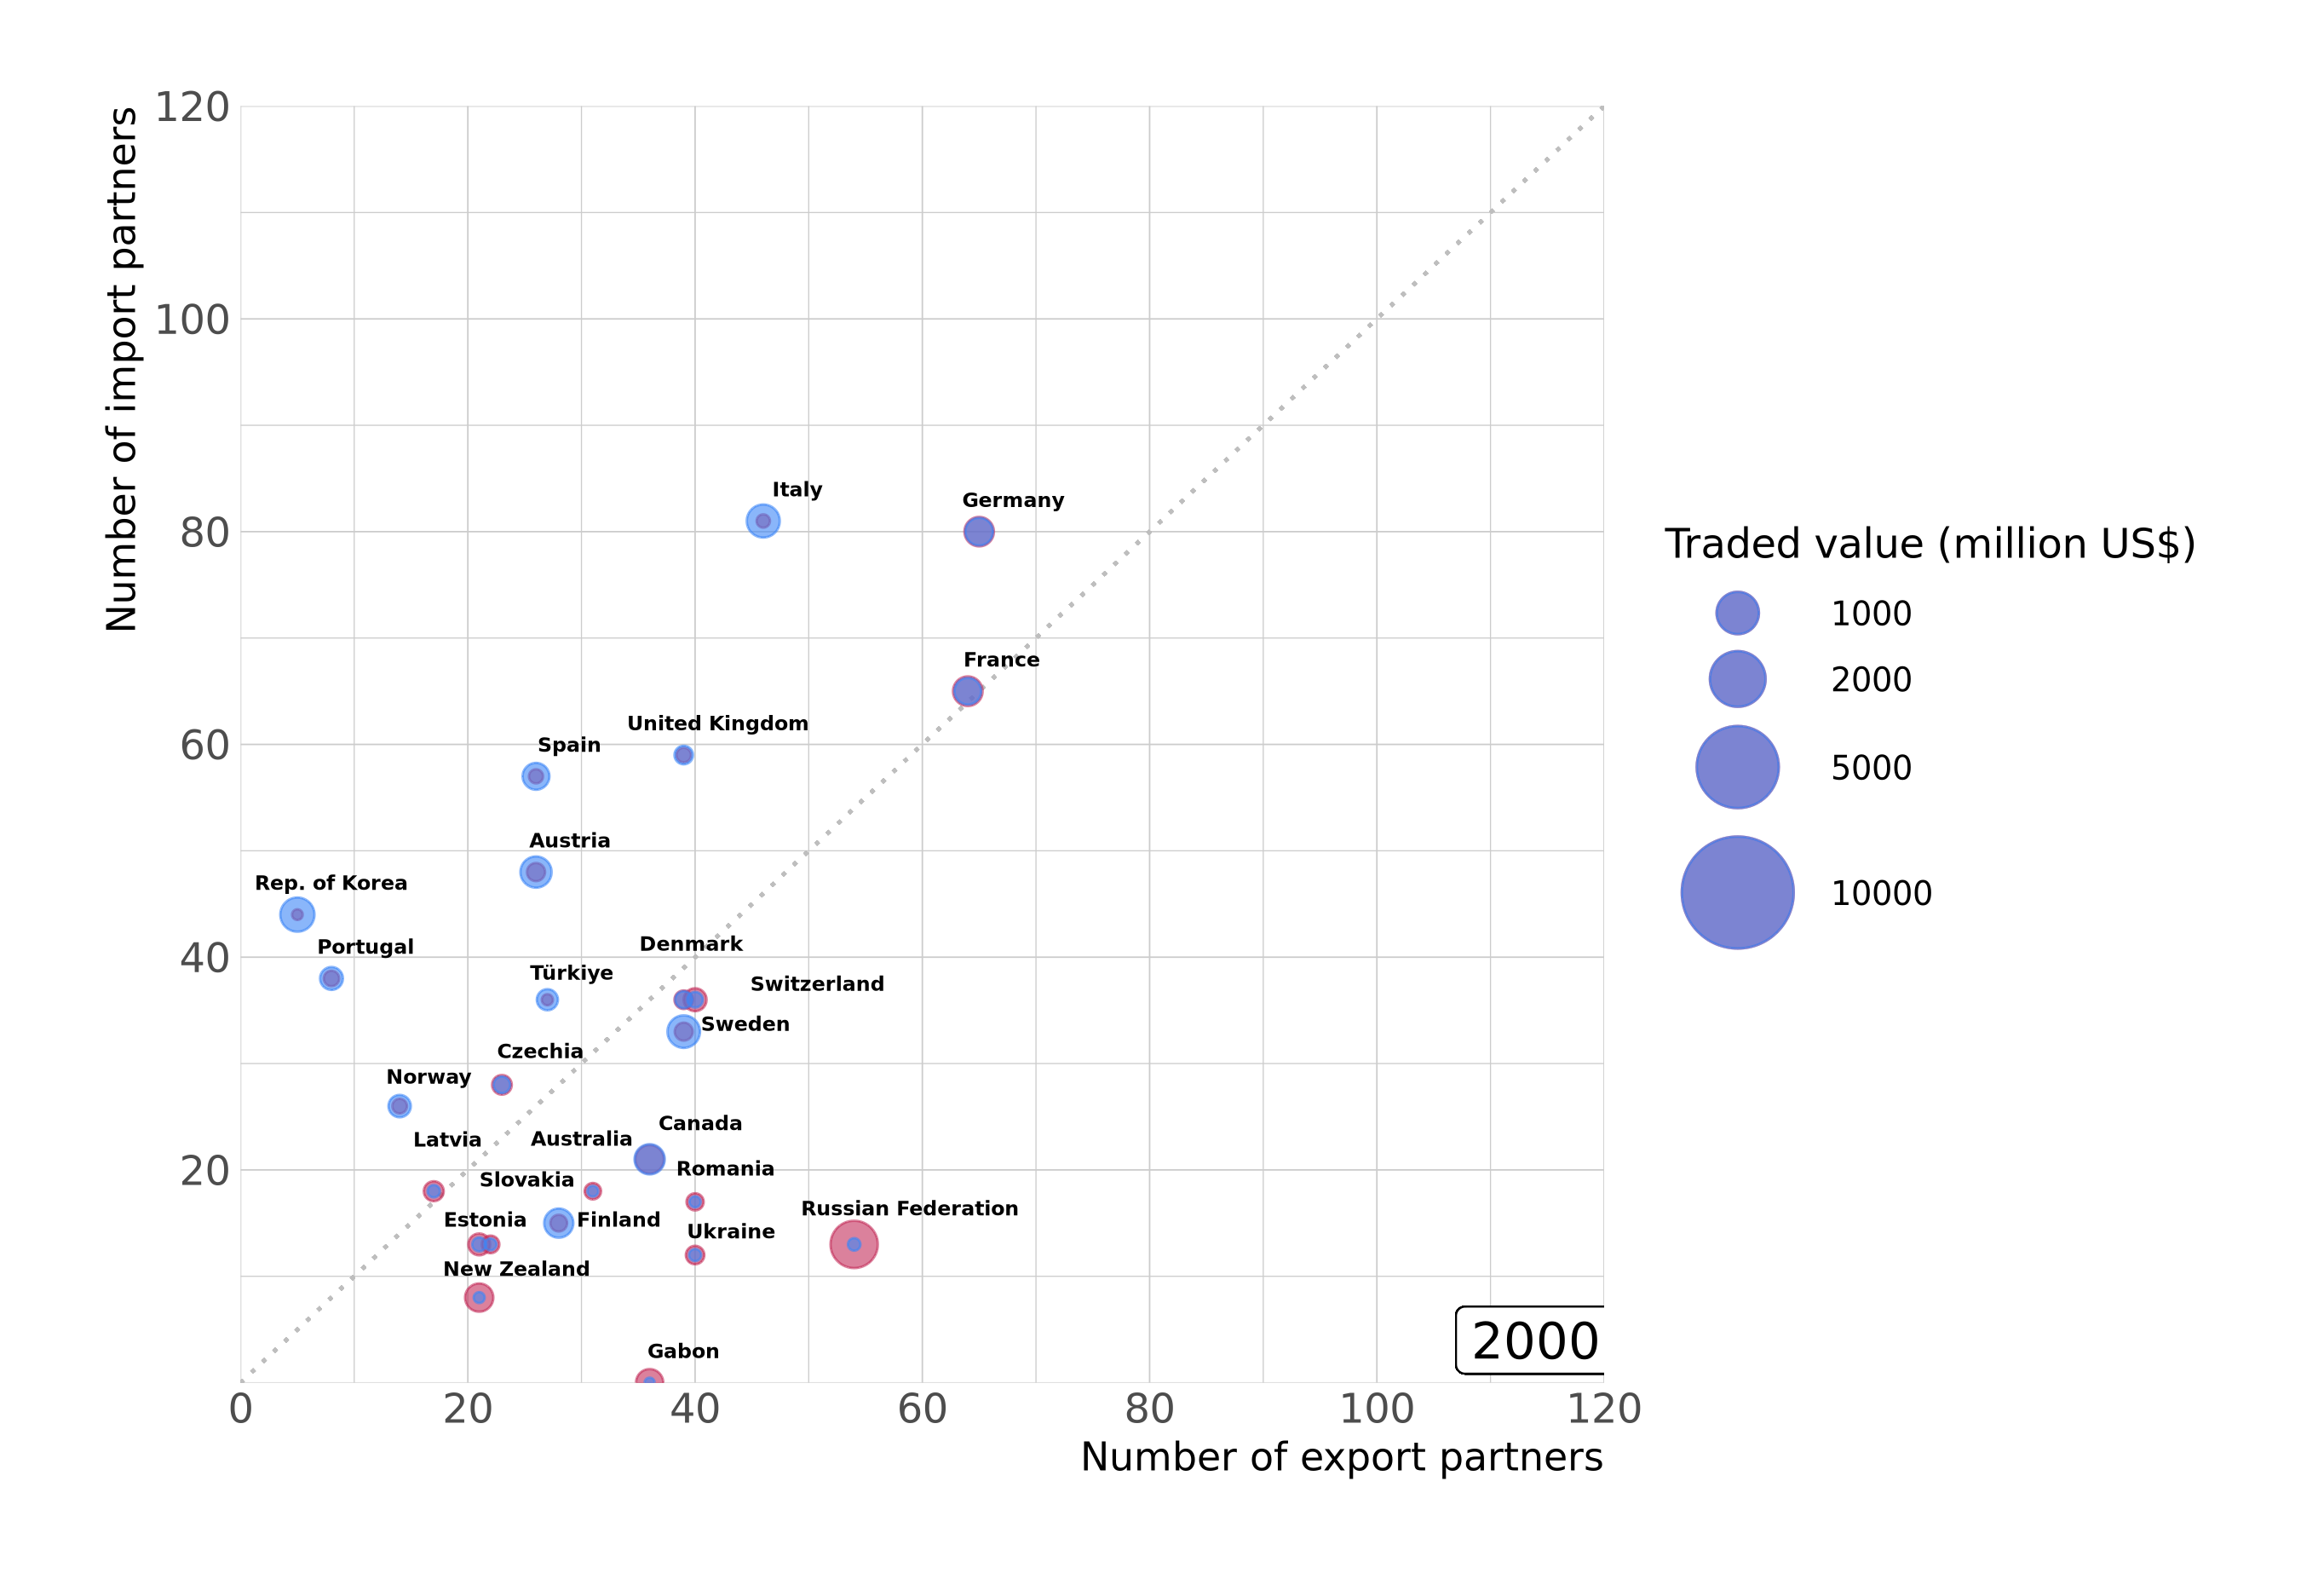 Number of import partners
120
100
80
60
40
20
Italy
Germany
France
United Kingdom
Spain
Austria
Rep. of Korea
Portugal
Denmark
Türkiye
Switzerland
Sweden
Czechia
Norway
Canada
Latvia
Australia
Romania
Slovakia
Russian Federation
Estonia
Finland
Ukraine
New Zealand
Gabon
2000
0
20
40
60
80
100
120
Number of export partners
Traded value (million US$)
1000
2000
5000
10000